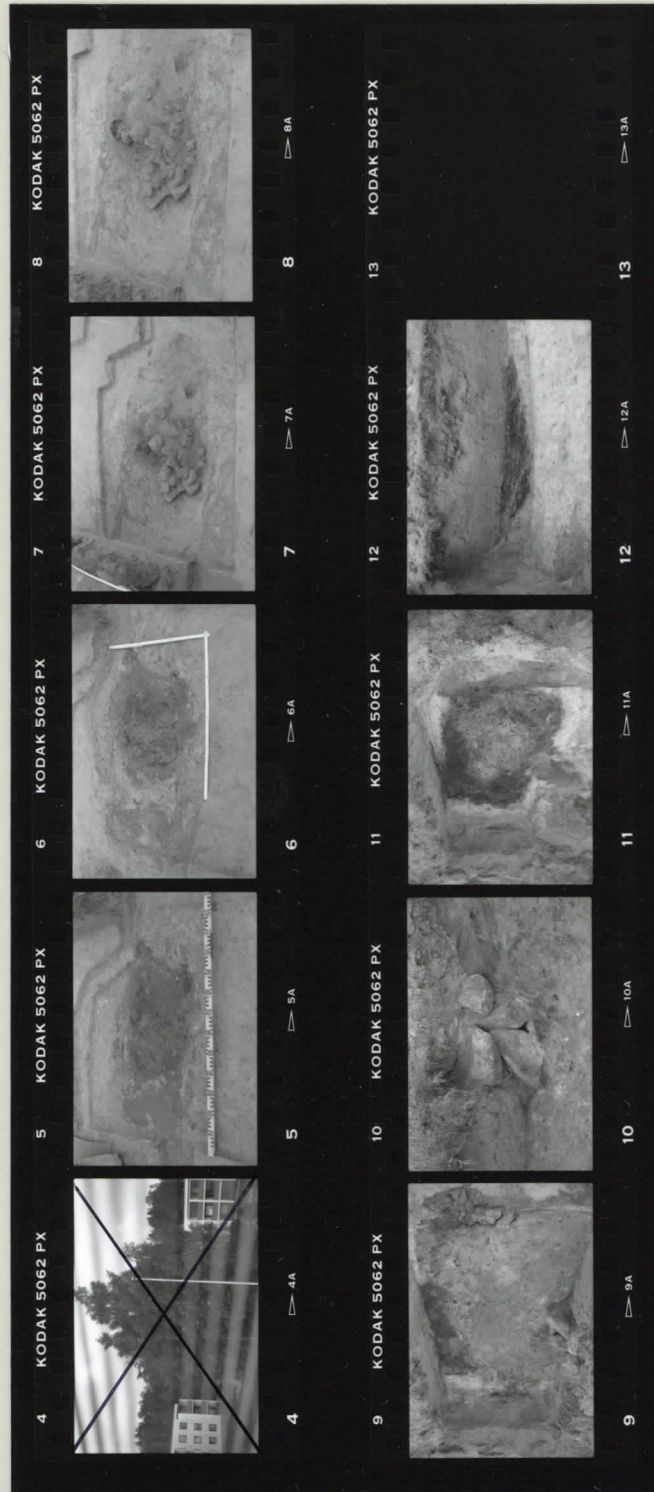 4 KODAK 5062 PX 5 KODAK 5062 PX 6 KODAK 5062 PX 7 KODAK 5062 PX 8 KODAK 5062 PX
4 ▷ 4A 5 ▷ 5A 6 ▷ 6A 7 ▷ 7A 8 ▷ 8A
9 KODAK 5062 PX 10 KODAK 5062 PX 11 KODAK 5062 PX 12 KODAK 5062 PX 13 KODAK 5062 PX
9 ▷ 9A 10 ▷ 10A 11 ▷ 11A 12 ▷ 12A 13 ▷ 13A